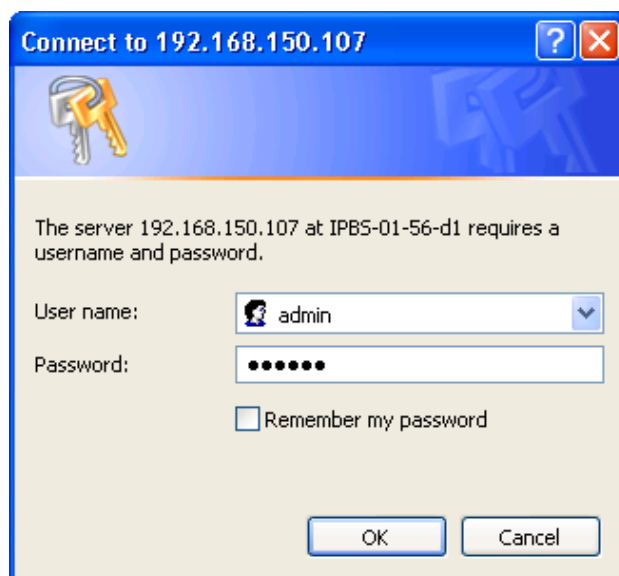 Connect to 192.168.150.107
The server 192.168.150.107 at IPBS-01-56-d1 requires a
username and password.
User name:
admin
Password:
••••••
Remember my password
OK
Cancel